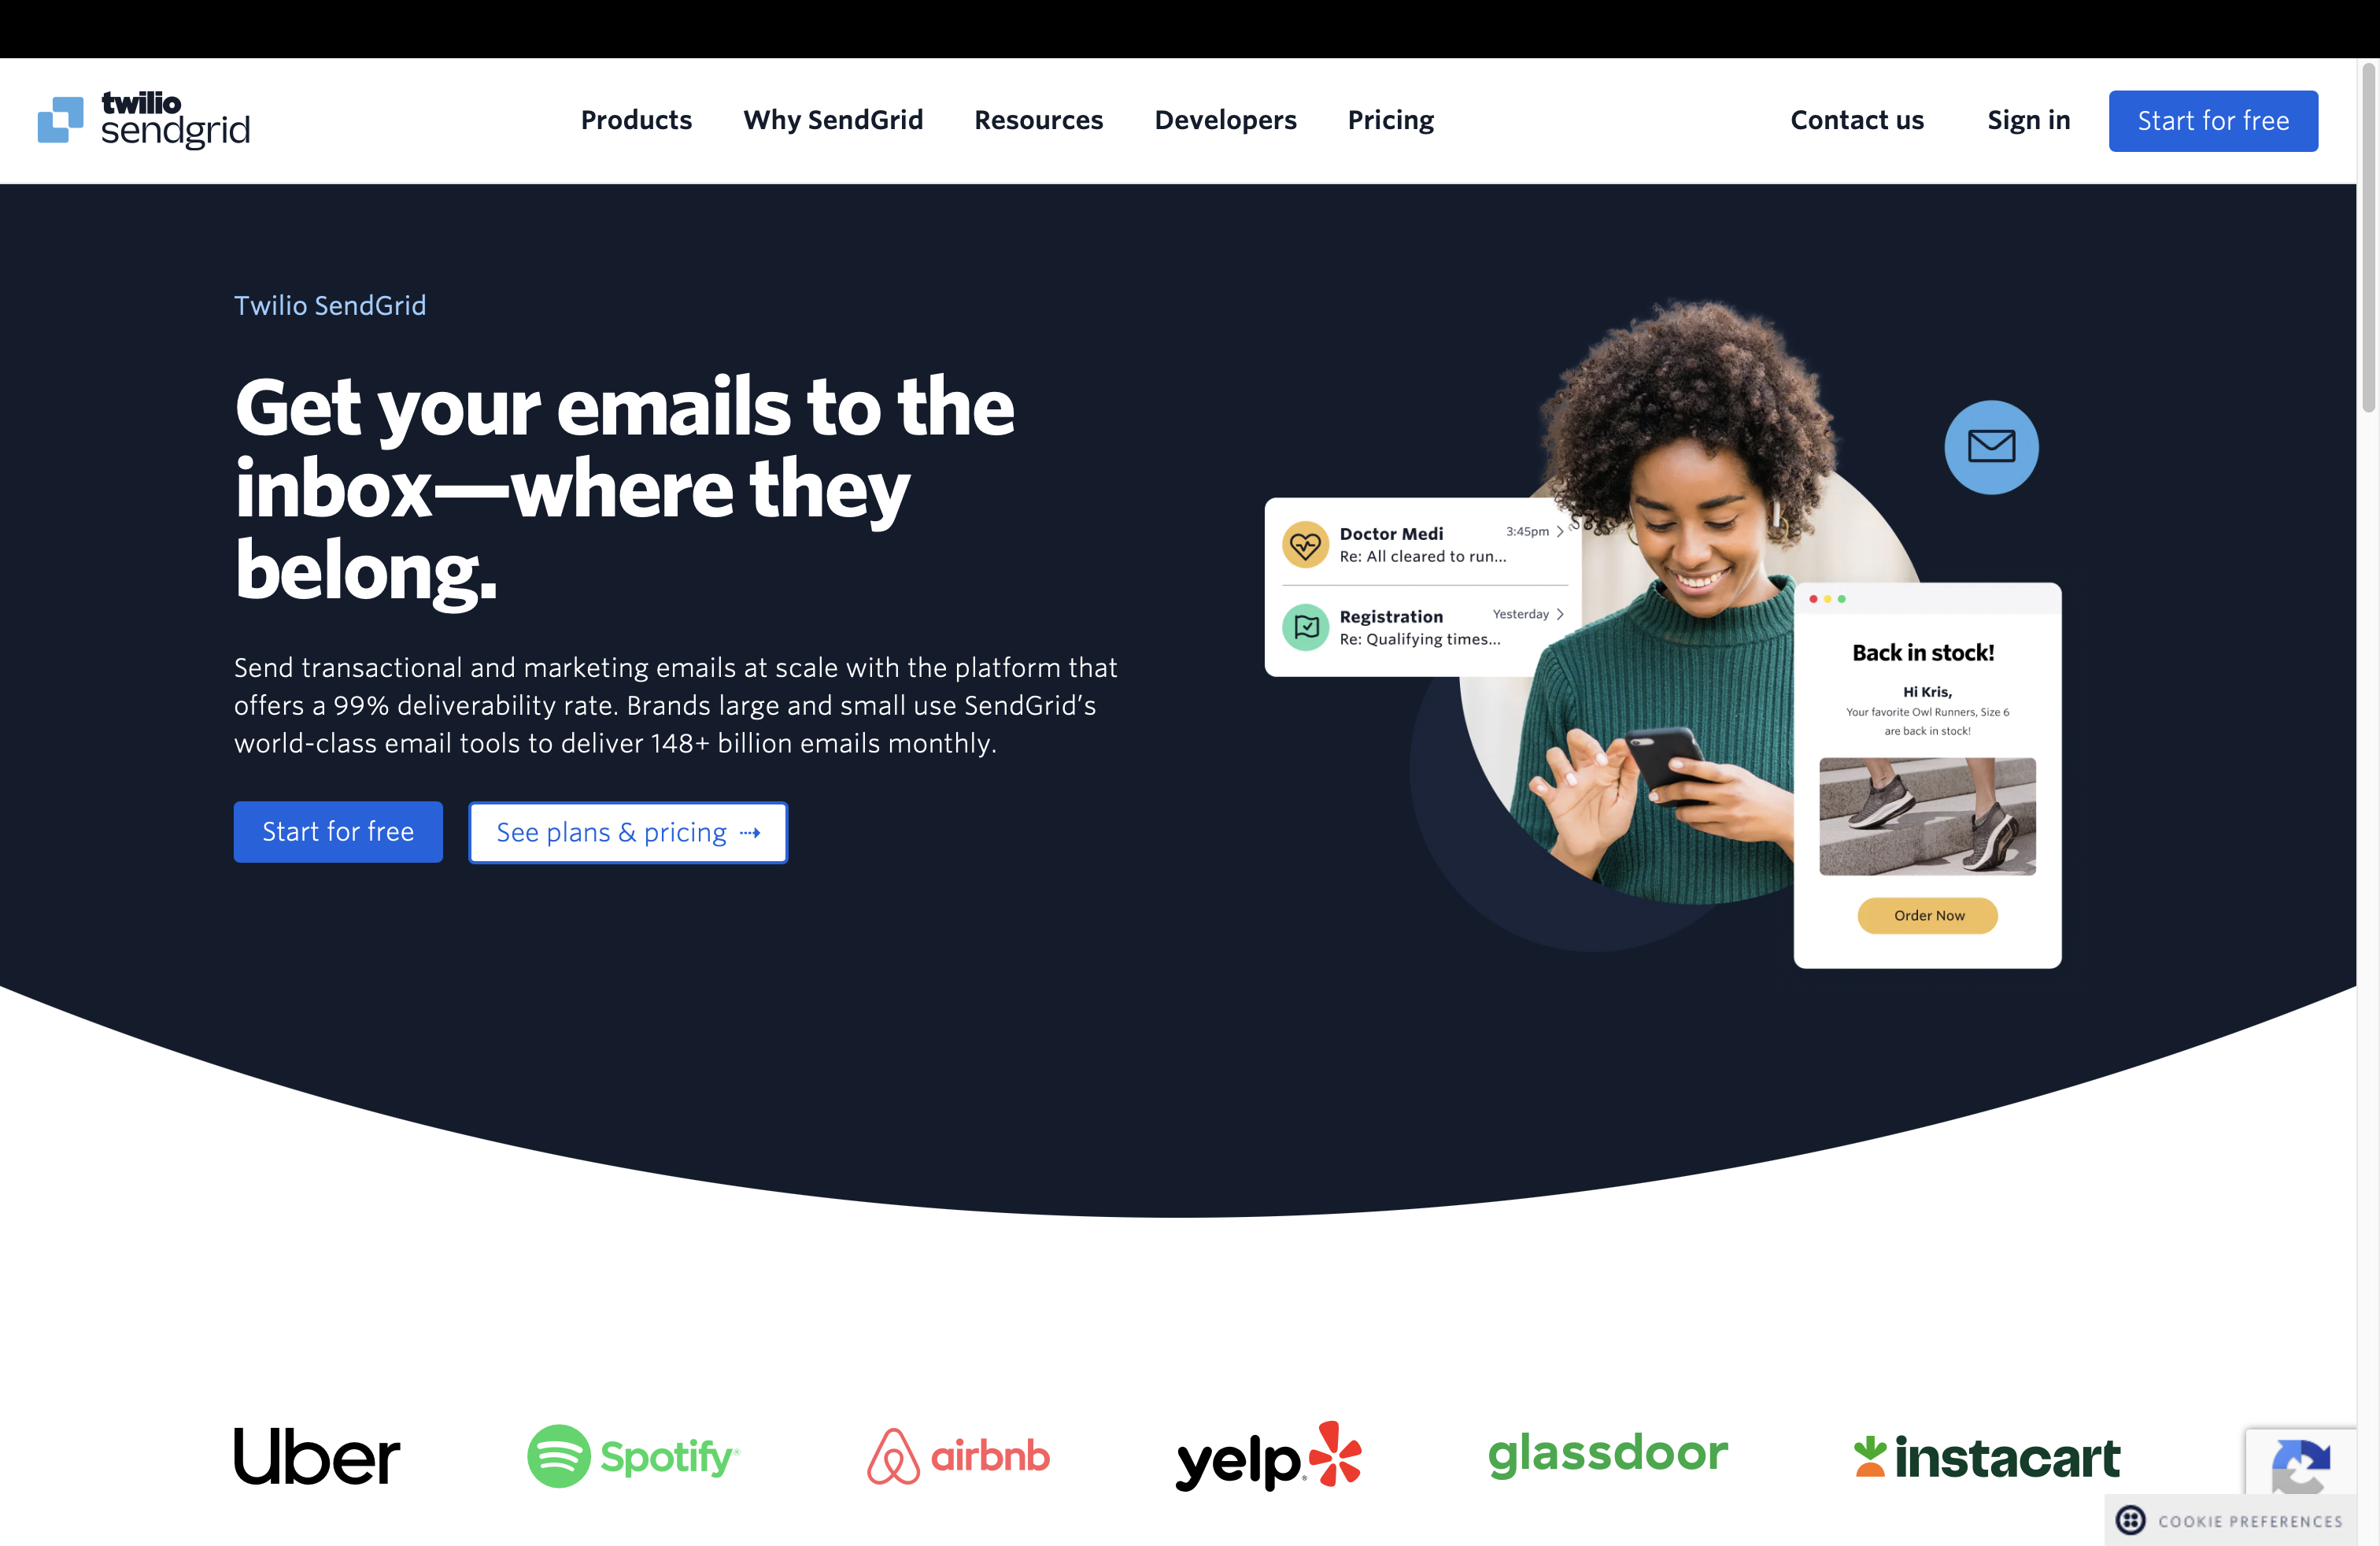 twilio
sendgrid
Products
Why SendGrid
Resources
Developers
Pricing
Contact us
Sign in
Start for free
Twilio SendGrid
Get your emails to the
inbox—where they
belong.
Send transactional and marketing emails at scale with the platform that
offers a 99% deliverability rate. Brands large and small use SendGrid’s
world-class email tools to deliver 148+ billion emails monthly.
Start for free
See plans & pricing
Doctor Medi 3:45pm
Re: All cleared to run...
Registration Yesterday
Re: Qualifying times...
Back in stock!
Hi Kris,
Your favorite Owl Runners, Size 6
are back in stock!
Order Now
Uber
Spotify
airbnb
yelp
glassdoor
instacart
COOKIE PREFERENCES